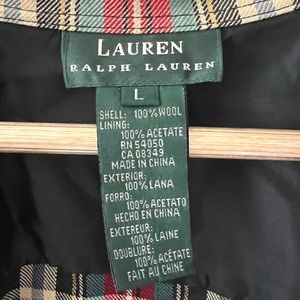 LAUREN
RALPH LAUREN
L
SHELL: 100% WOOL
LINING:
100% ACETATE
RN 54050
CA 08349
MADE IN CHINA
EXTERIOR:
100% LANA
FORRO:
100% ACETATO
HECHO EN CHINA
EXTEREUR:
100% LAINE
DOUBLURE:
100% ACÉTATE
FAIT AU CHINE